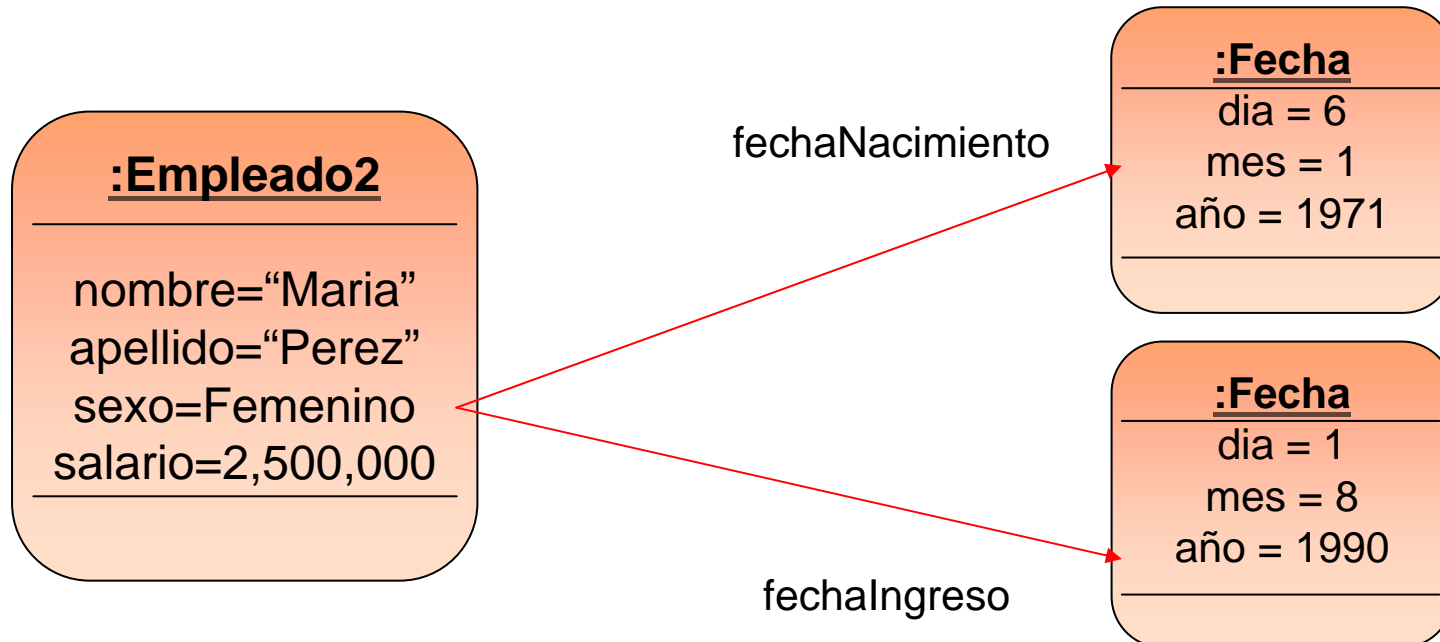 :Empleado2
nombre=“Maria”
apellido=“Perez”
sexo=Femenino
salario=2,500,000
fechaNacimiento
:Fecha
dia = 6
mes = 1
año = 1971
fechaIngreso
:Fecha
dia = 1
mes = 8
año = 1990